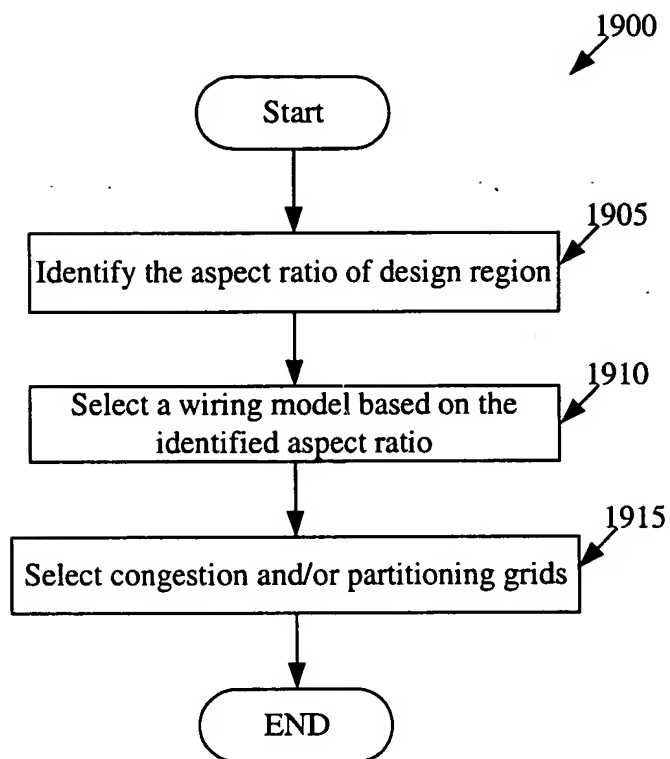 1900
Start
1905
Identify the aspect ratio of design region
1910
Select a wiring model based on the
identified aspect ratio
1915
Select congestion and/or partitioning grids
END